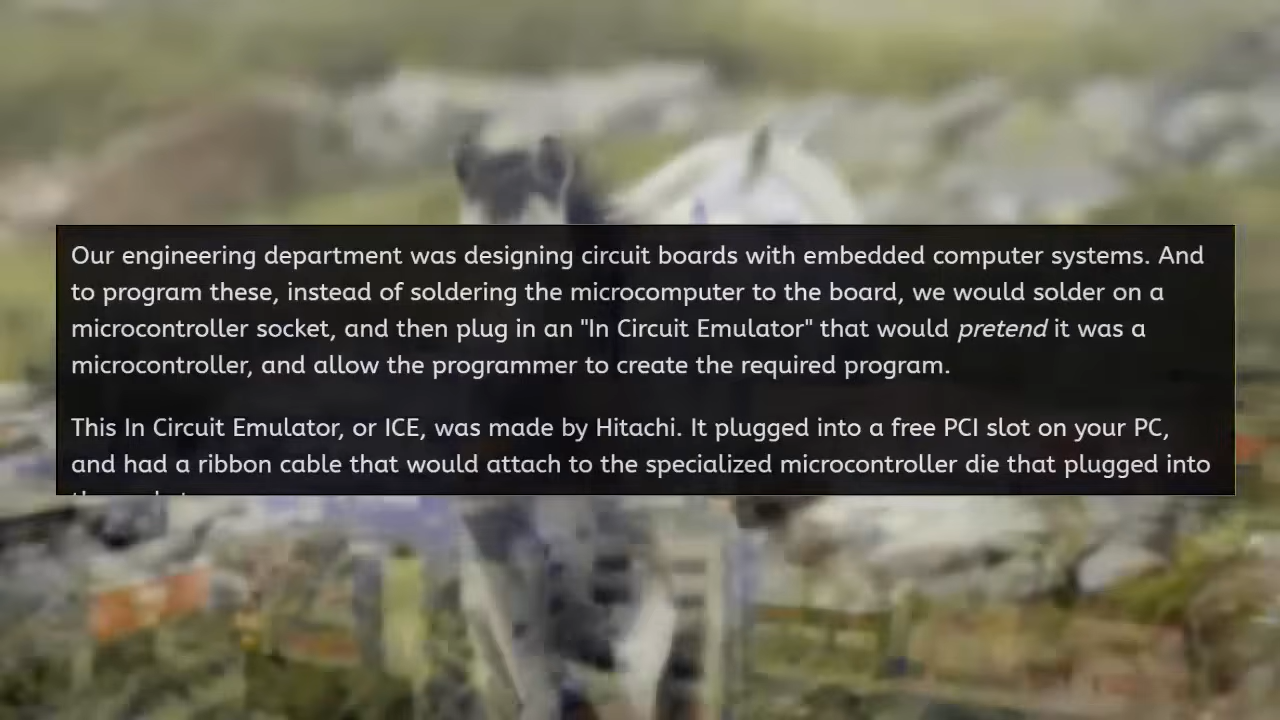 Our engineering department was designing circuit boards with embedded computer systems. And
to program these, instead of soldering the microcomputer to the board, we would solder on a
microcontroller socket, and then plug in an "In Circuit Emulator" that would pretend it was a
microcontroller, and allow the programmer to create the required program.
This In Circuit Emulator, or ICE, was made by Hitachi. It plugged into a free PCI slot on your PC,
and had a ribbon cable that would attach to the specialized microcontroller die that plugged into